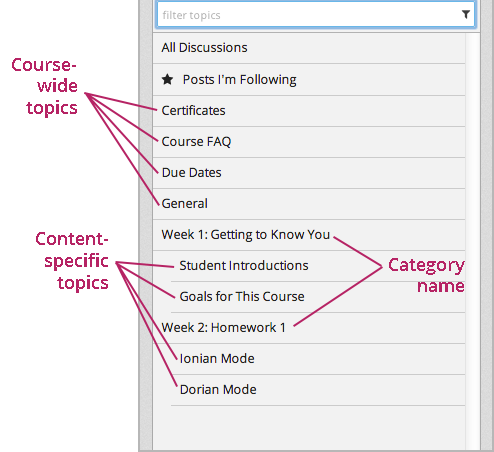 filter topics
All Discussions
Posts I'm Following
Course-
wide
topics
Certificates
Course FAQ
Due Dates
General
Week 1: Getting to Know You
Content-
specific
topics
Student Introductions
Goals for This Course
Category
name
Week 2: Homework 1
Ionian Mode
Dorian Mode